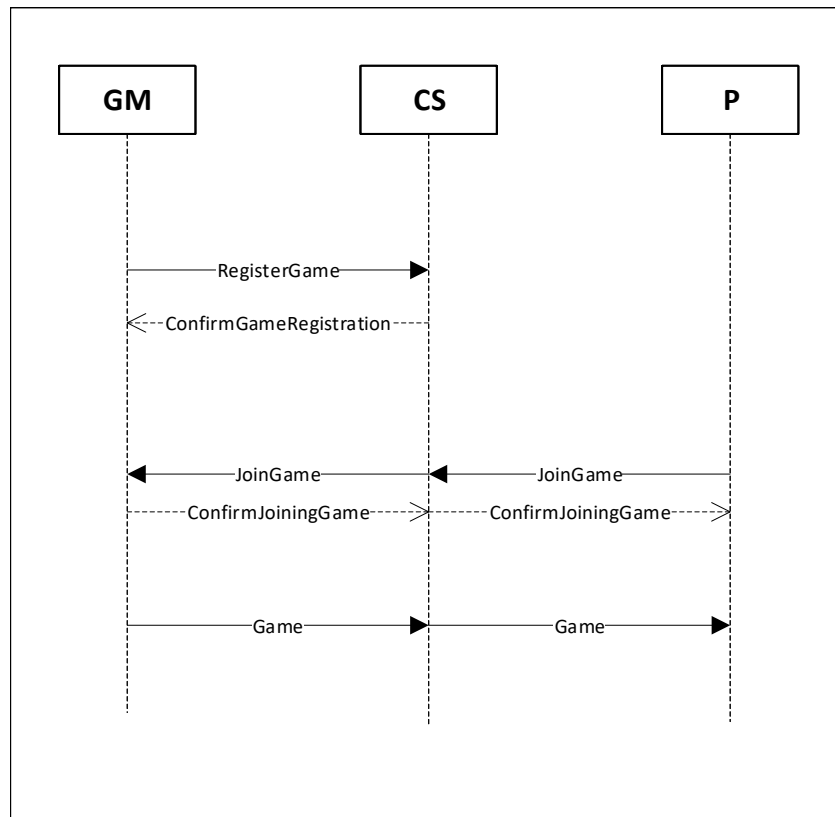 GM CS P
RegisterGame
ConfirmGameRegistration
JoinGame JoinGame
ConfirmJoiningGame ConfirmJoiningGame
Game Game